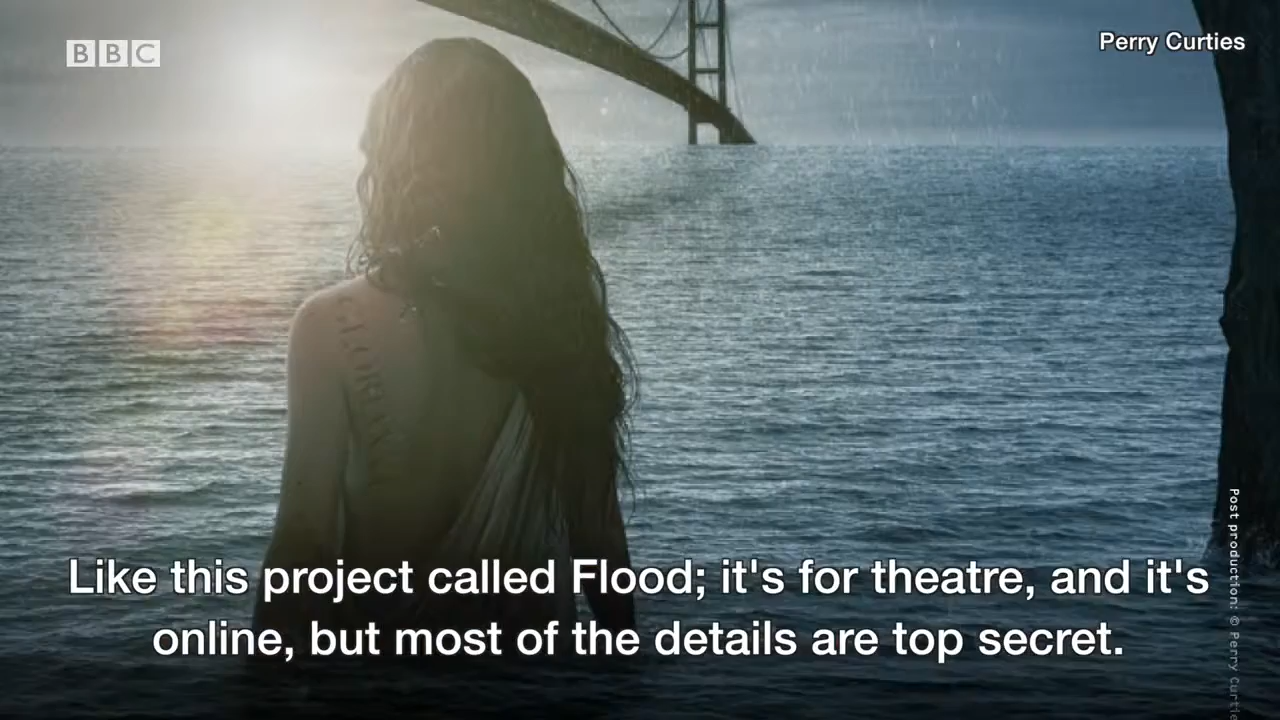 BBC
Perry Curties
Like this project called Flood; it's for theatre, and it's
online, but most of the details are top secret.
Post production: © Perry